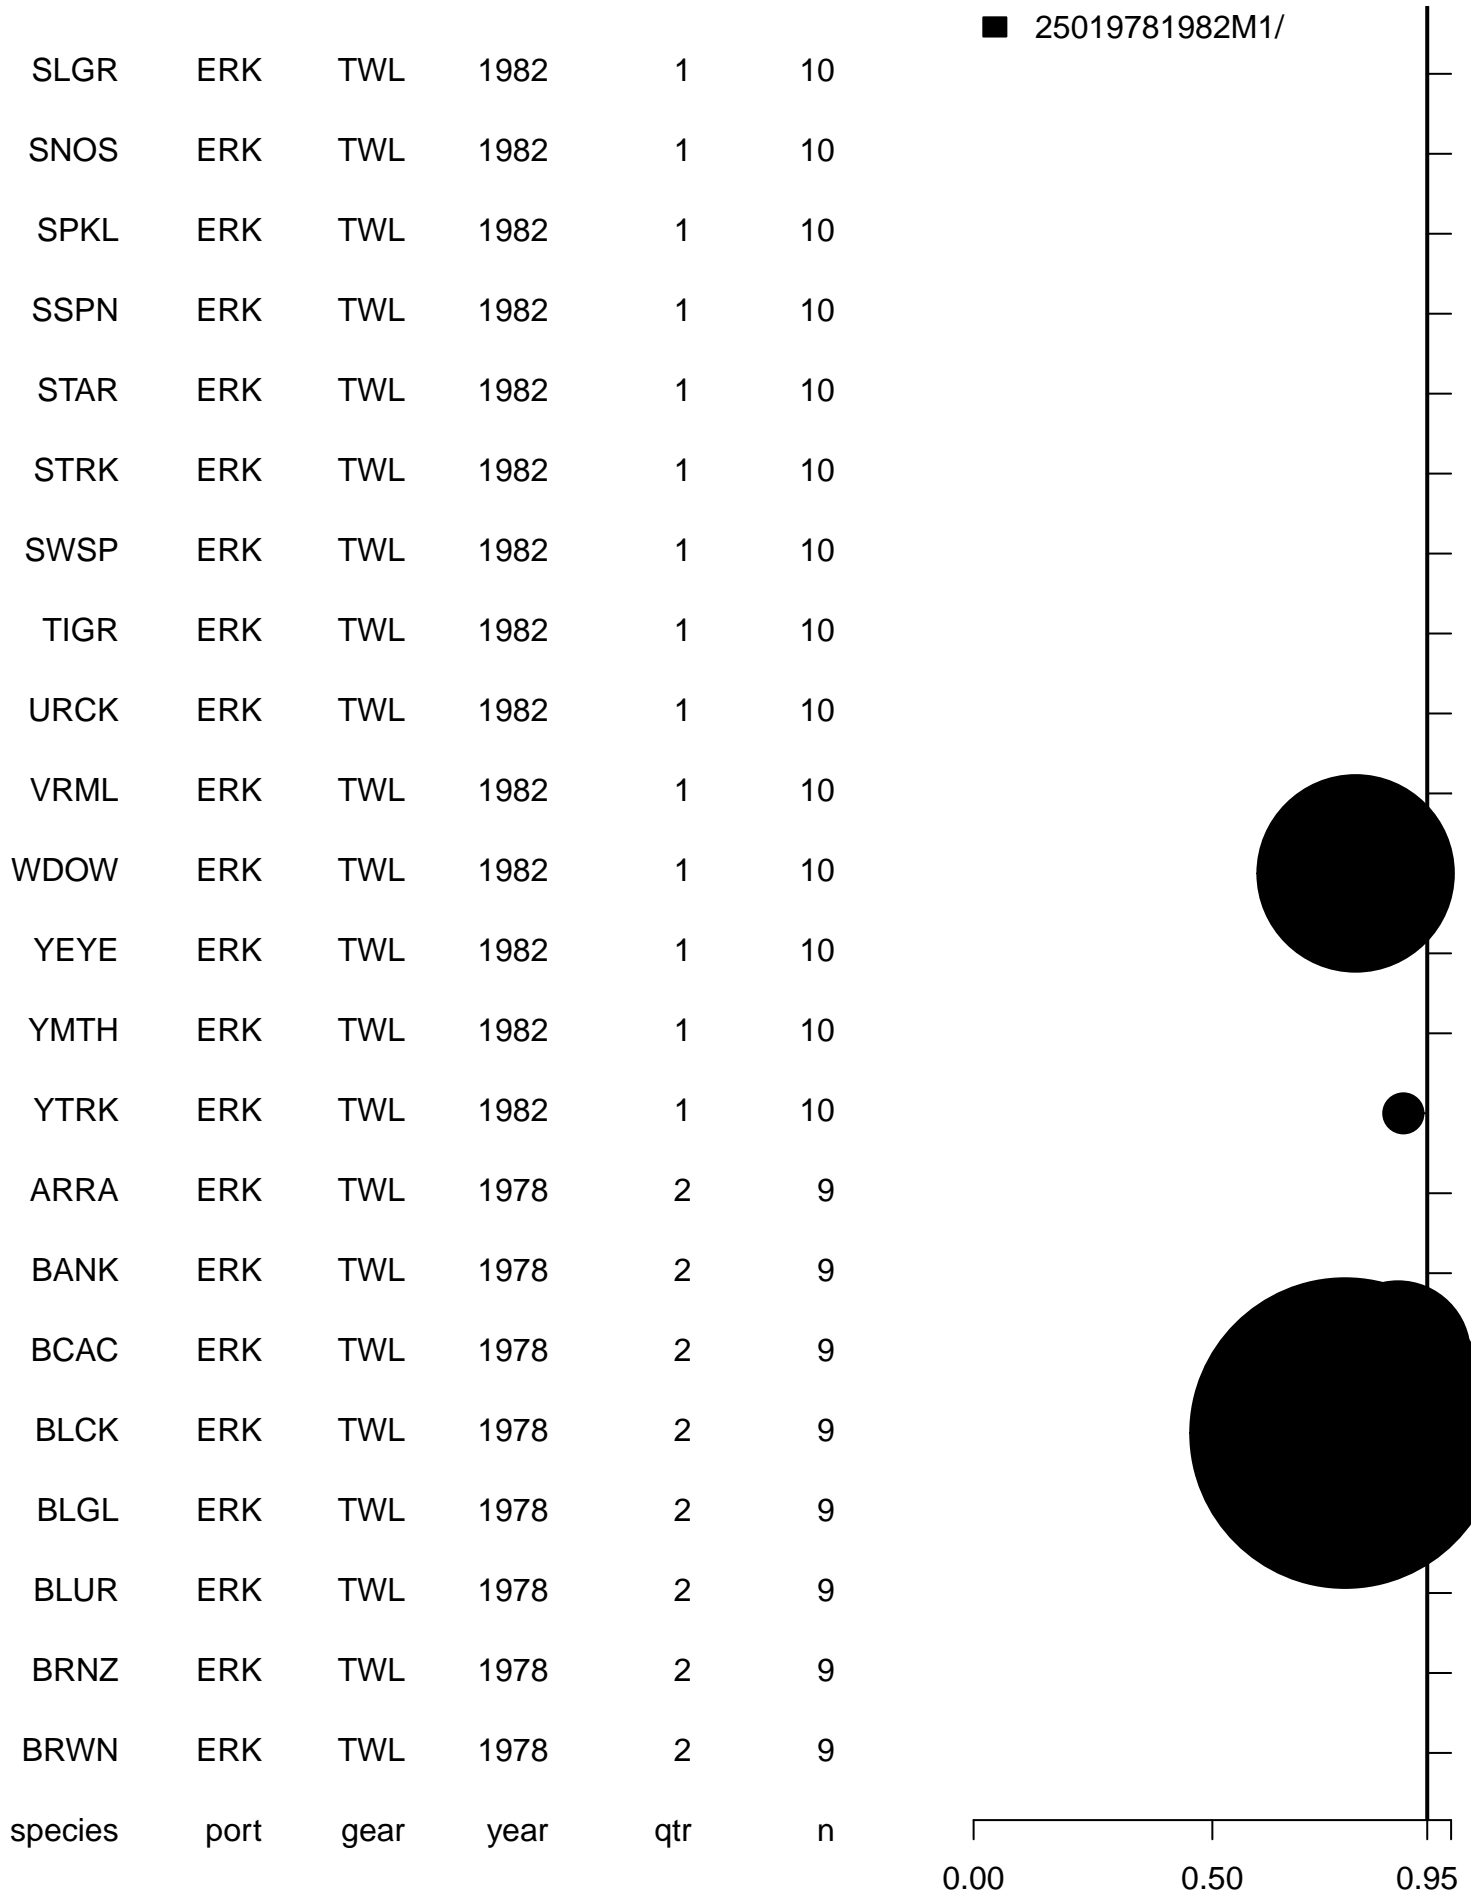 25019781982M1/
SLGR ERK TWL 1982 1 10
SNOS ERK TWL 1982 1 10
SPKL ERK TWL 1982 1 10
SSPN ERK TWL 1982 1 10
STAR ERK TWL 1982 1 10
STRK ERK TWL 1982 1 10
SWSP ERK TWL 1982 1 10
TIGR ERK TWL 1982 1 10
URCK ERK TWL 1982 1 10
VRML ERK TWL 1982 1 10
WDOW ERK TWL 1982 1 10
YEYE ERK TWL 1982 1 10
YMTH ERK TWL 1982 1 10
YTRK ERK TWL 1982 1 10
ARRA ERK TWL 1978 2 9
BANK ERK TWL 1978 2 9
BCAC ERK TWL 1978 2 9
BLCK ERK TWL 1978 2 9
BLGL ERK TWL 1978 2 9
BLUR ERK TWL 1978 2 9
BRNZ ERK TWL 1978 2 9
BRWN ERK TWL 1978 2 9
species port gear year qtr n
0.00 0.50 0.95